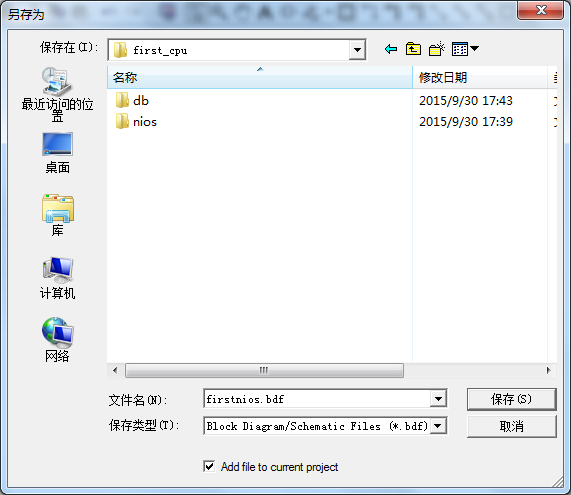 另存为
保存在(I):
first_cpu
最近访问的位置
桌面
库
计算机
网络
名称
修改日期
db
2015/9/30 17:43
nios
2015/9/30 17:39
文件名(N):
firstnios.bdf
保存(S)
保存类型(T):
Block Diagram/Schematic Files (*.bdf)
取消
Add file to current project